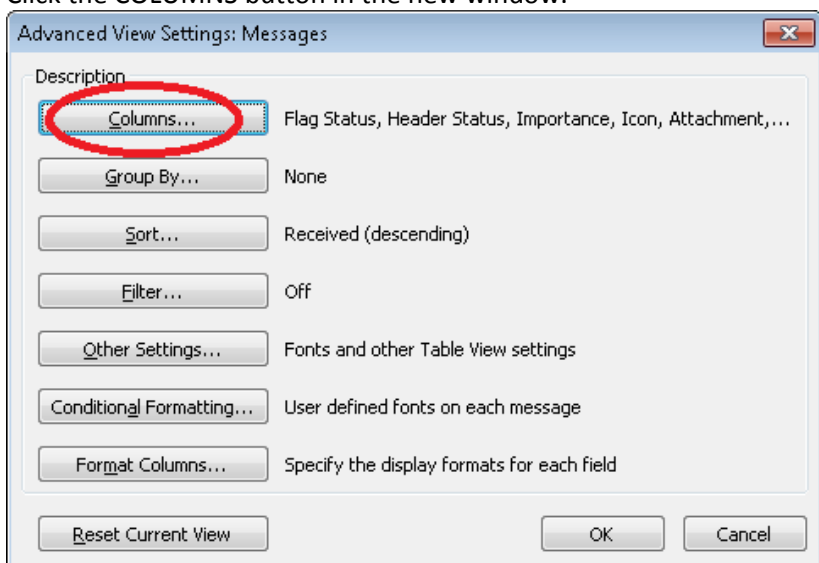 Click the COLUMNS button in the new window.
Advanced View Settings: Messages
Description
Columns... Flag Status, Header Status, Importance, Icon, Attachment,...
Group By... None
Sort... Received (descending)
Filter... Off
Other Settings... Fonts and other Table View settings
Conditional Formatting... User defined fonts on each message
Format Columns... Specify the display formats for each field
Reset Current View OK Cancel